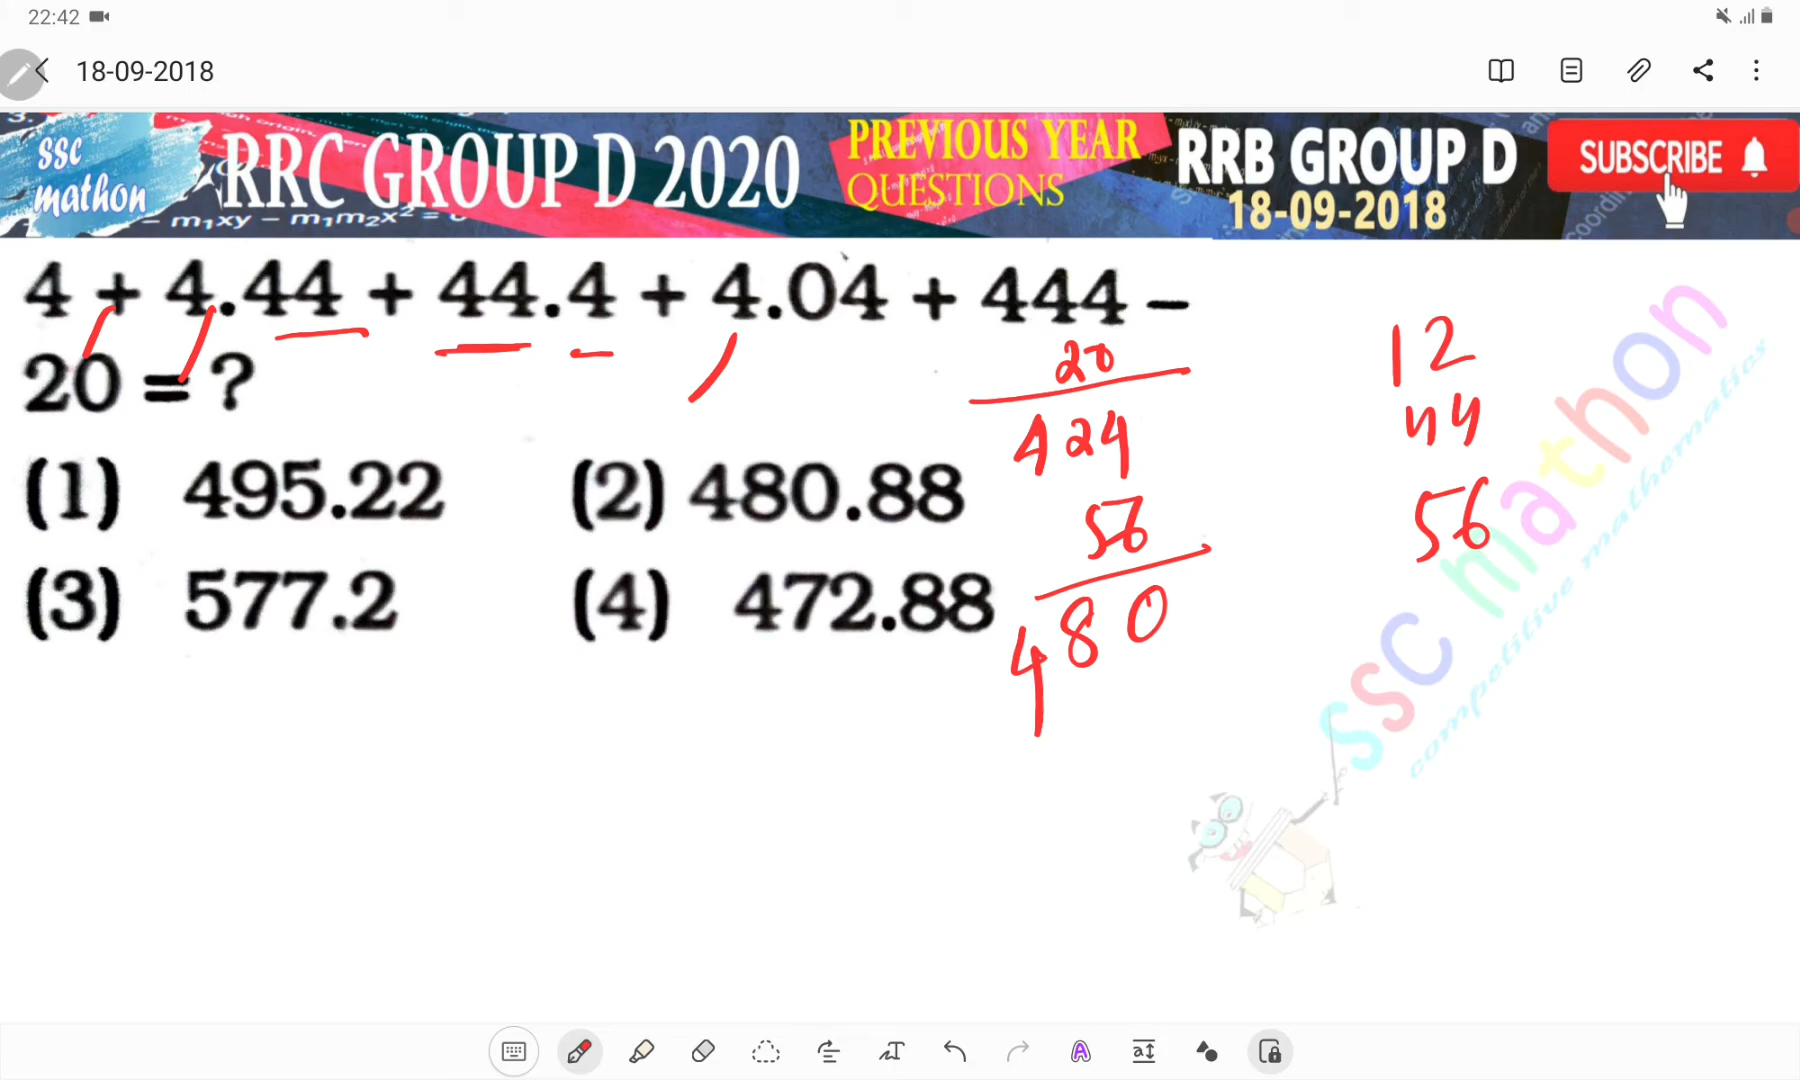 22:42
18-09-2018
ssc
mathon
RRC GROUP D 2020
PREVIOUS YEAR
QUESTIONS
RRB GROUP D
18-09-2018
SUBSCRIBE
4 + 4.44 + 44.4 + 4.04 + 444 –
20 = ?
(1) 495.22 (2) 480.88
(3) 577.2 (4) 472.88
20
424
56
480
12
44
56
ssc mathon
competitive mathematics